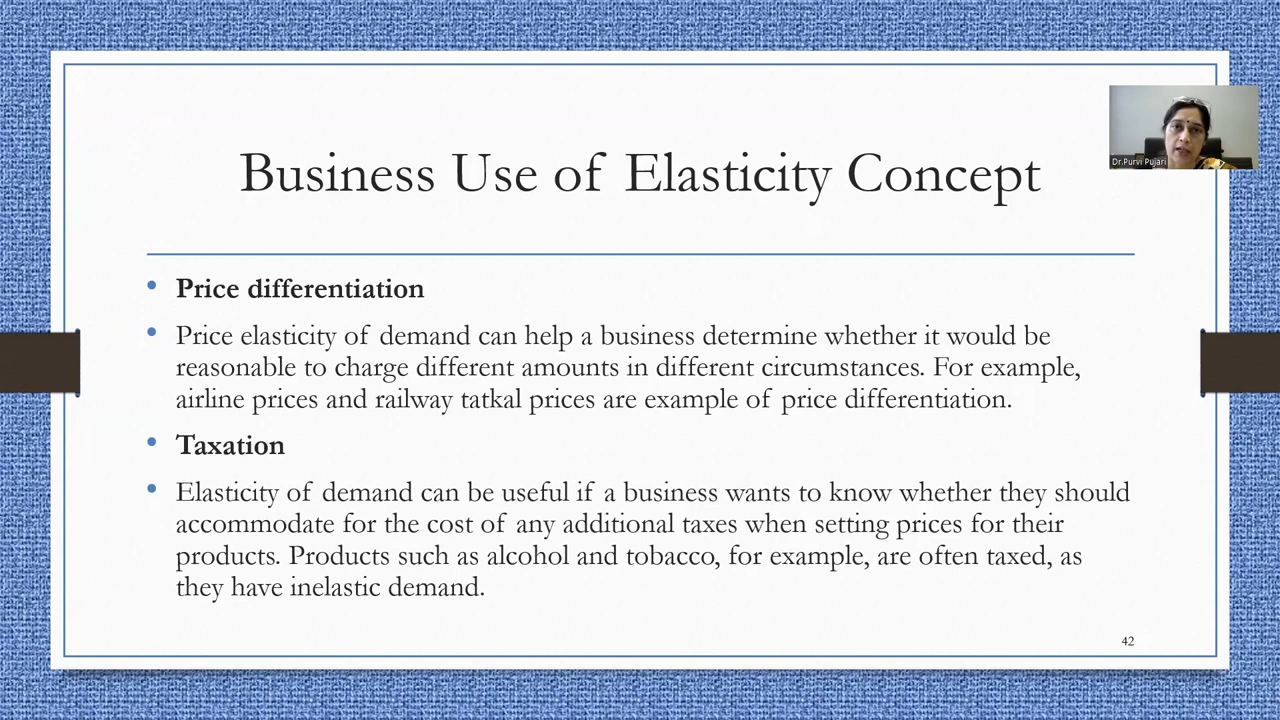 Business Use of Elasticity Concept
Dr.Purvi Pujari
Price differentiation
Price elasticity of demand can help a business determine whether it would be
reasonable to charge different amounts in different circumstances. For example,
airline prices and railway tatkal prices are example of price differentiation.
Taxation
Elasticity of demand can be useful if a business wants to know whether they should
accommodate for the cost of any additional taxes when setting prices for their
products. Products such as alcohol and tobacco, for example, are often taxed, as
they have inelastic demand.
42